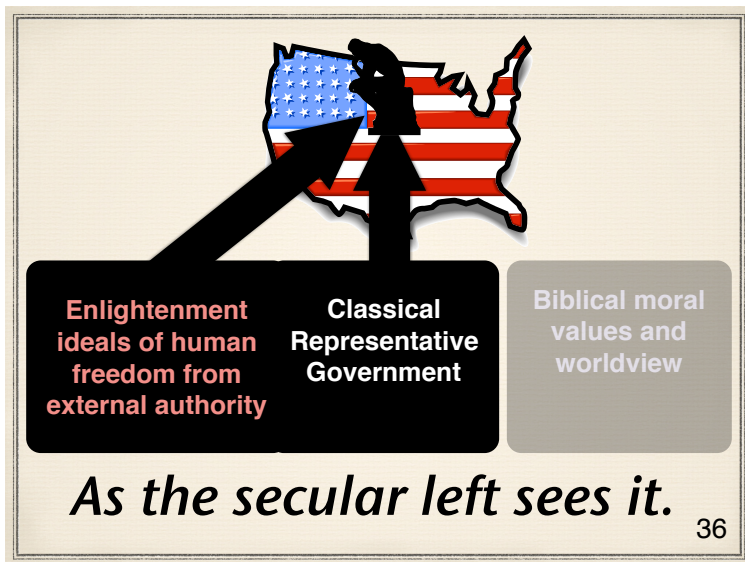 Enlightenment
ideals of human
freedom from
external authority
Classical
Representative
Government
Biblical moral
values and
worldview
As the secular left sees it.
36